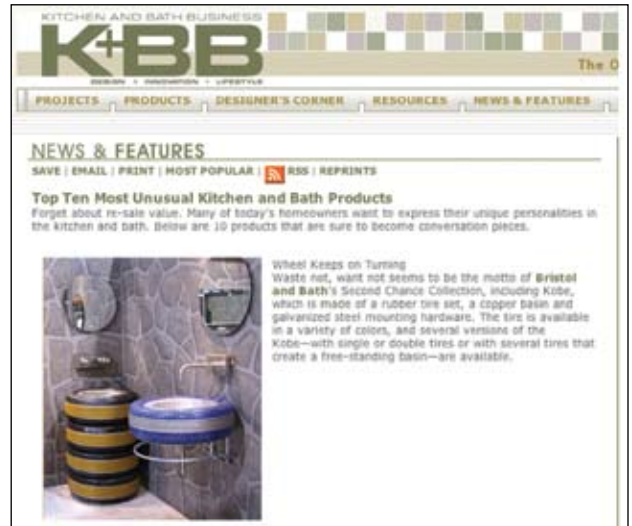 KITCHEN AND BATH BUSINESS
K+BB
DESIGN • INNOVATION • LIFESTYLE
The O
PROJECTS PRODUCTS DESIGNER'S CORNER RESOURCES NEWS & FEATURES
NEWS & FEATURES
SAVE | EMAIL | PRINT | MOST POPULAR | RSS | REPRINTS
Top Ten Most Unusual Kitchen and Bath Products
Forget about re-sale value. Many of today's homeowners want to express their unique personalities in
the kitchen and bath. Below are 10 products that are sure to become conversation pieces.
Wheel Keeps on Turning
Waste not, want not seems to be the motto of Bristol
and Bath's Second Chance Collection, including Kobe,
which is made of a rubber tire set, a copper basin and
galvanized steel mounting hardware. The tire is available
in a variety of colors, and several versions of the
Kobe—with single or double tires or with several tires that
create a free-standing basin—are available.